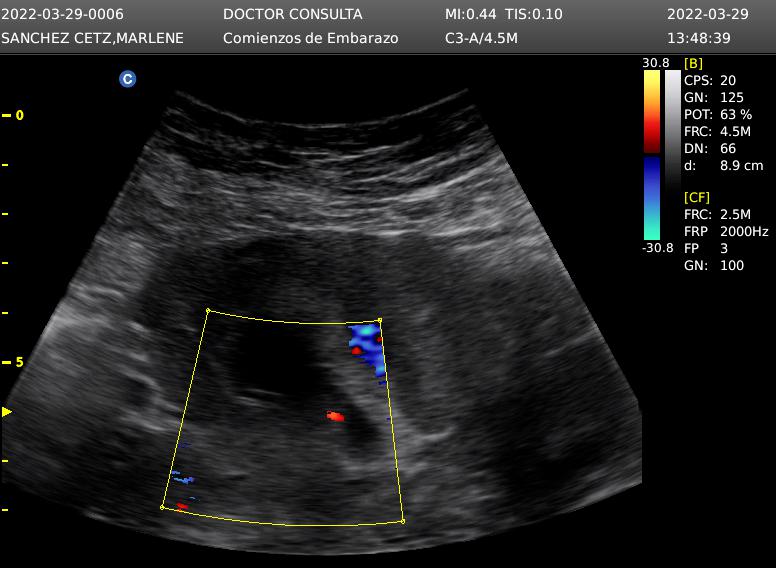 2022-03-29-0006 DOCTOR CONSULTA MI:0.44 TIS:0.10 2022-03-29
SANCHEZ CETZ,MARLENE Comienzos de Embarazo C3-A/4.5M 13:48:39
C
30.8 [B]
CPS: 20
GN: 125
POT: 63 %
FRC: 4.5M
DN: 66
d: 8.9 cm
[CF]
FRC: 2.5M
FRP 2000Hz
-30.8 FP 3
GN: 100
0
5